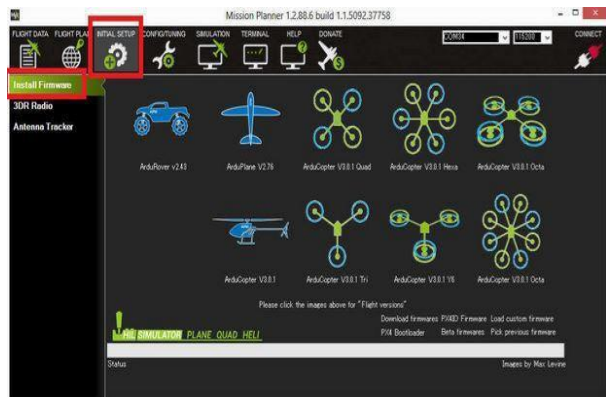 Mission Planner 1.2.88.6 build 1.1.5092.37758
FLIGHT DATA FLIGHT PLAN INITIAL SETUP CONFIG/TUNING SIMULATION TERMINAL HELP DONATE COM34 115200 CONNECT
Install Firmware
3DR Radio
Antenna Tracker
ArduRover v2.43 ArduPlane V2.76 ArduCopter V3.0.1 Quad ArduCopter V3.0.1 Hexa ArduCopter V3.0.1 Octa
ArduCopter V3.0.1 ArduCopter V3.0.1 Tri ArduCopter V3.0.1 Y6 ArduCopter V3.0.1 Octa
Please click the images above for "Flight versions"
Download firmwares PX4IO Firmware Load custom firmware
PX4 Bootloader Beta firmwares Pick previous firmware
HIL SIMULATOR PLANE QUAD HELI
Status Images by Max Levine